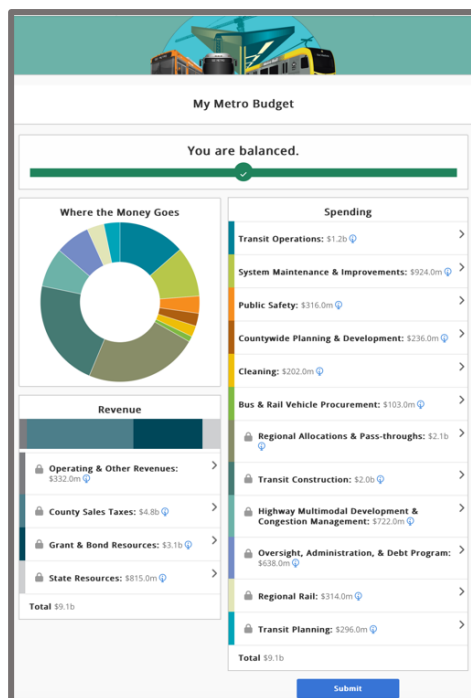 My Metro Budget
You are balanced.
Where the Money Goes
Revenue
Operating & Other Revenues:
$332.0m
County Sales Taxes: $4.8b
Grant & Bond Resources: $3.1b
State Resources: $815.0m
Total $9.1b
Spending
Transit Operations: $1.2b
System Maintenance & Improvements: $924.0m
Public Safety: $316.0m
Countywide Planning & Development: $236.0m
Cleaning: $202.0m
Bus & Rail Vehicle Procurement: $103.0m
Regional Allocations & Pass-throughs: $2.1b
Transit Construction: $2.0b
Highway Multimodal Development &
Congestion Management: $722.0m
Oversight, Administration, & Debt Program:
$638.0m
Regional Rail: $314.0m
Transit Planning: $296.0m
Total $9.1b
Submit